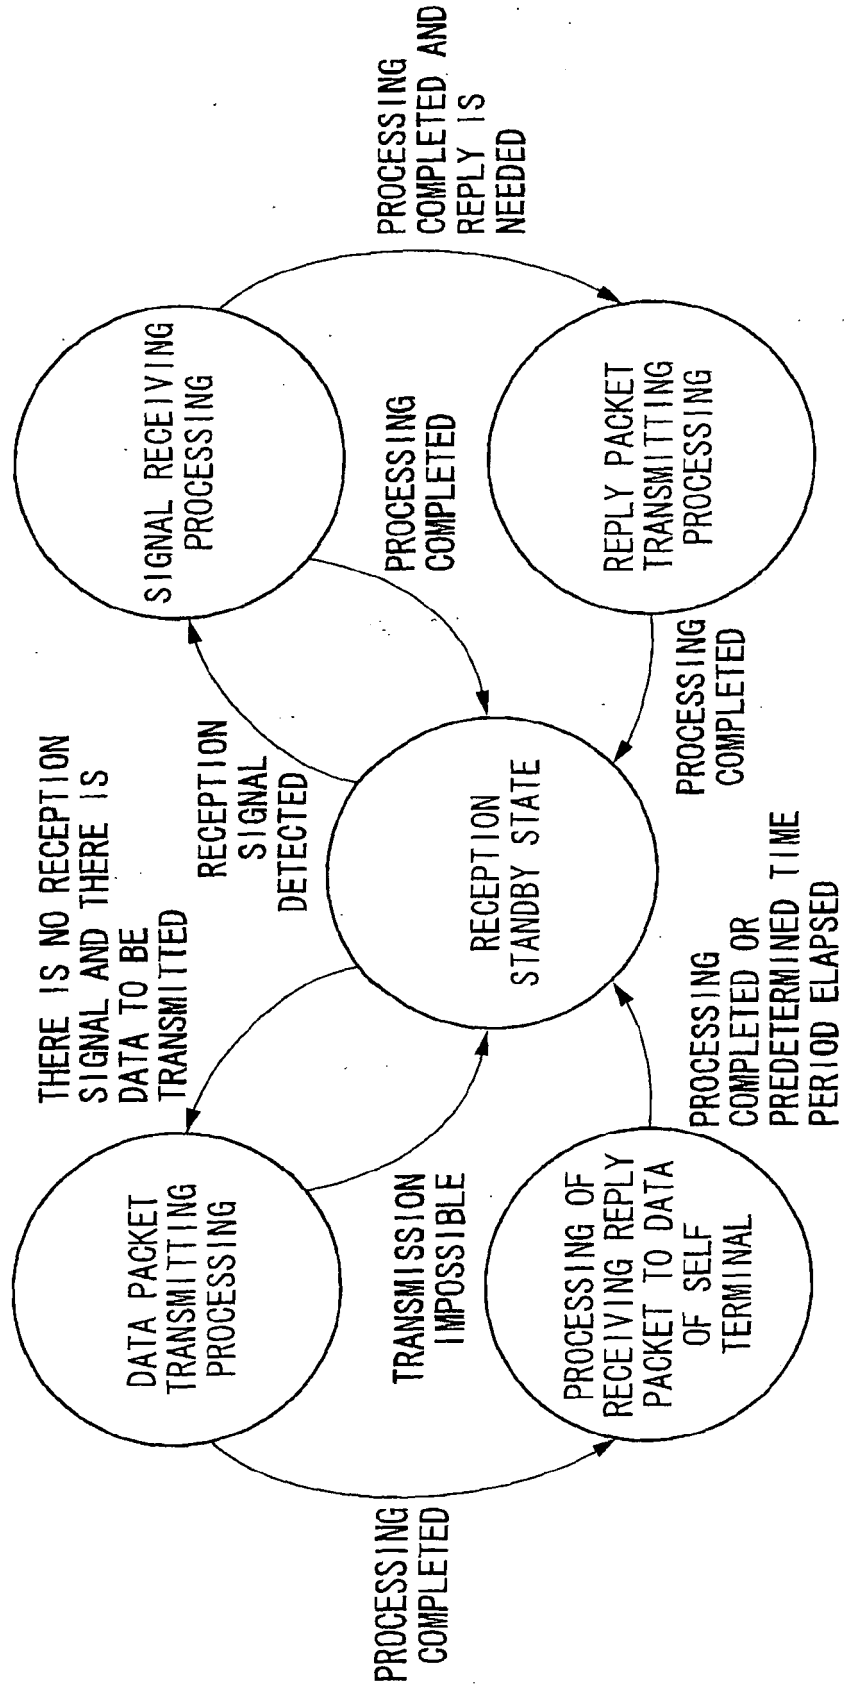 THERE IS NO RECEPTION
SIGNAL AND THERE IS
DATA TO BE
TRANSMITTED
DATA PACKET
TRANSMITTING
PROCESSING
SIGNAL RECEIVING
PROCESSING
RECEPTION
SIGNAL
DETECTED
PROCESSING
COMPLETED
TRANSMISSION
IMPOSSIBLE
PROCESSING
COMPLETED
PROCESSING
COMPLETED AND
REPLY IS
NEEDED
RECEPTION
STANDBY STATE
PROCESSING OF
RECEIVING REPLY
PACKET TO DATA
OF SELF
TERMINAL
REPLY PACKET
TRANSMITTING
PROCESSING
PROCESSING
COMPLETED OR
PREDETERMINED TIME
PERIOD ELAPSED
PROCESSING
COMPLETED